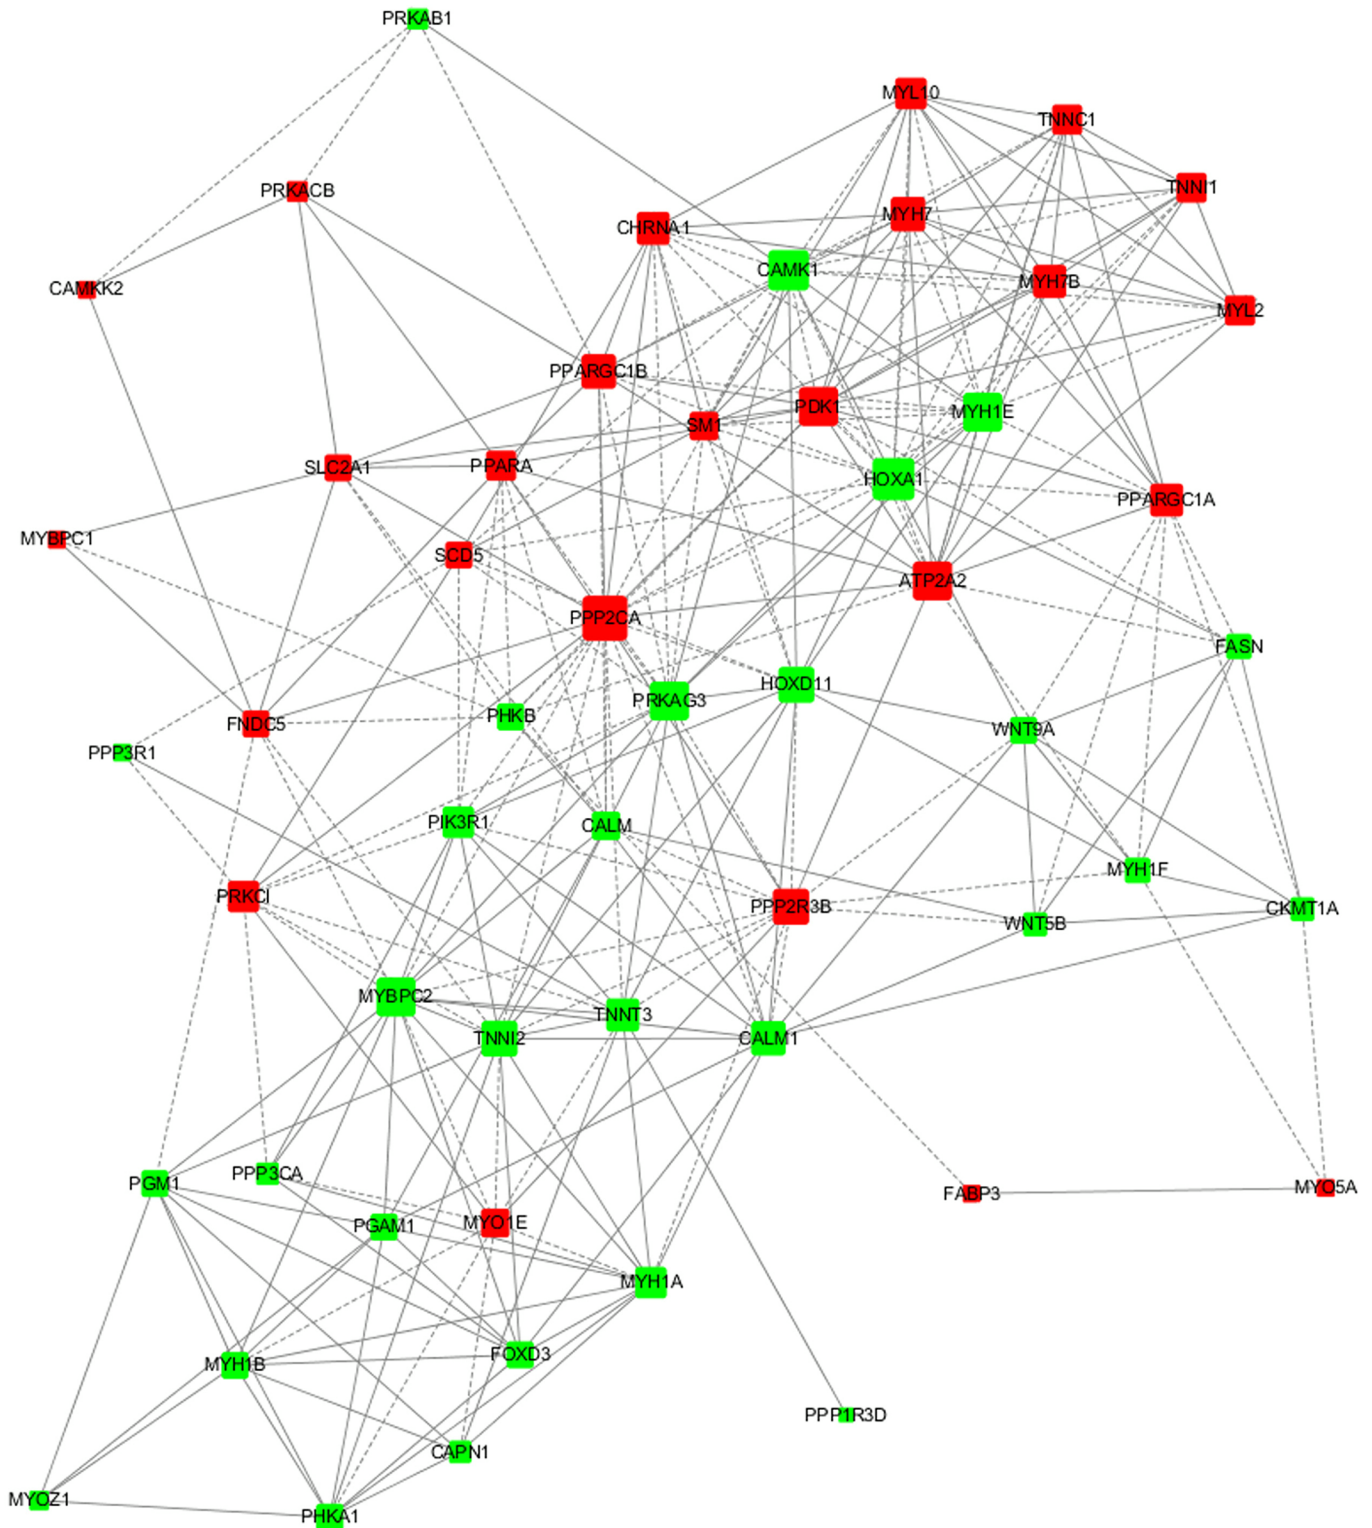 PRKAB1
MYL10
TNNC1
PRKACB
TNNI1
MYH7
CHRNA1
CAMK1
MYH7B
CAMKK2
MYL2
PPARGC1B
PDK1
MYH1E
SM1
SLC2A1
PPARA
HOXA1
PPARGC1A
MYBPC1
SCD5
ATP2A2
PPP2CA
FASN
HOXD11
PRKAG3
PHKB
FNDC5
WNT9A
PPP3R1
PIK3R1
CALM
MYH1F
PRKCI
PPP2R3B
CKMT1A
WNT5B
MYBPC2
TNNT3
TNNI2
CALM1
PPP3CA
PGM1
FABP3
MYO5A
PGAM1
MYO1E
MYH1A
FOXD3
MYH1B
PPP1R3D
CAPN1
MYOZ1
PHKA1